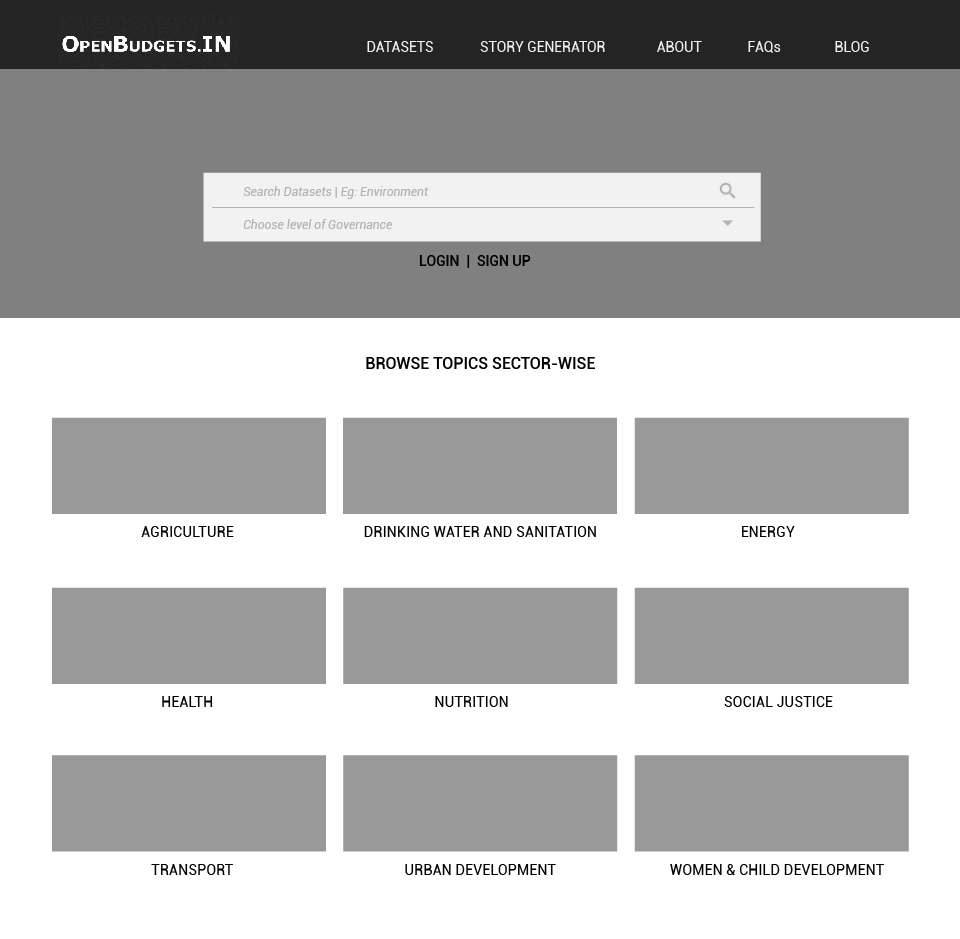 OPENBUDGETS.IN
DATASETS STORY GENERATOR ABOUT FAQs BLOG
Search Datasets | Eg: Environment
Choose level of Governance
LOGIN | SIGN UP
BROWSE TOPICS SECTOR-WISE
AGRICULTURE DRINKING WATER AND SANITATION ENERGY
HEALTH NUTRITION SOCIAL JUSTICE
TRANSPORT URBAN DEVELOPMENT WOMEN & CHILD DEVELOPMENT